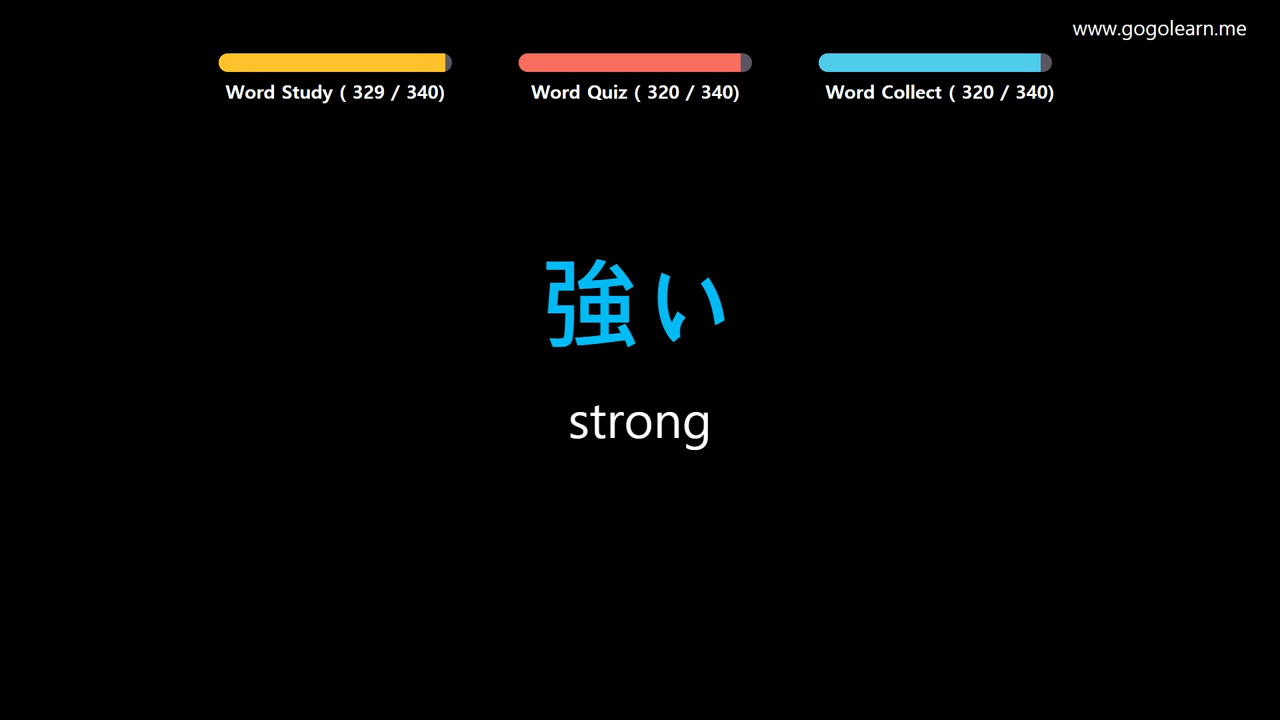 www.gogolearn.me
Word Study ( 329 / 340)
Word Quiz ( 320 / 340)
Word Collect ( 320 / 340)
強い
strong